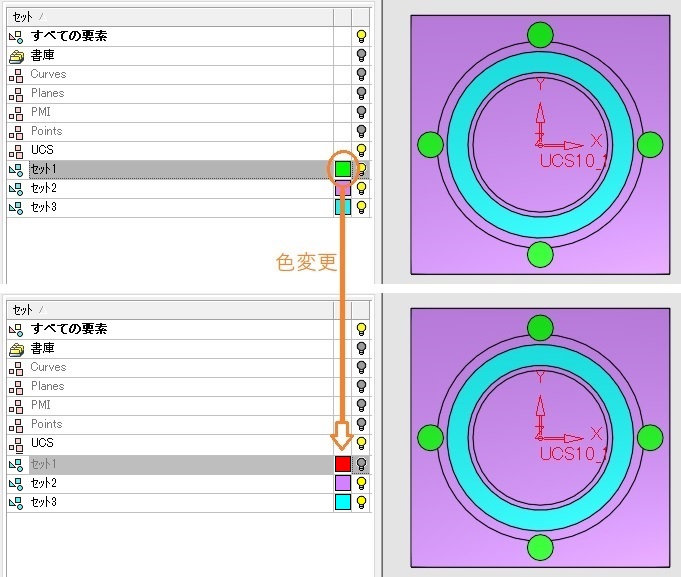 セット
すべての要素
書庫
Curves
Planes
PMI
Points
UCS
セット1
セット2
セット3
Y
Z
X
UCS10_1
色変更
セット
すべての要素
書庫
Curves
Planes
PMI
Points
UCS
セット1
セット2
セット3
Y
Z
X
UCS10_1